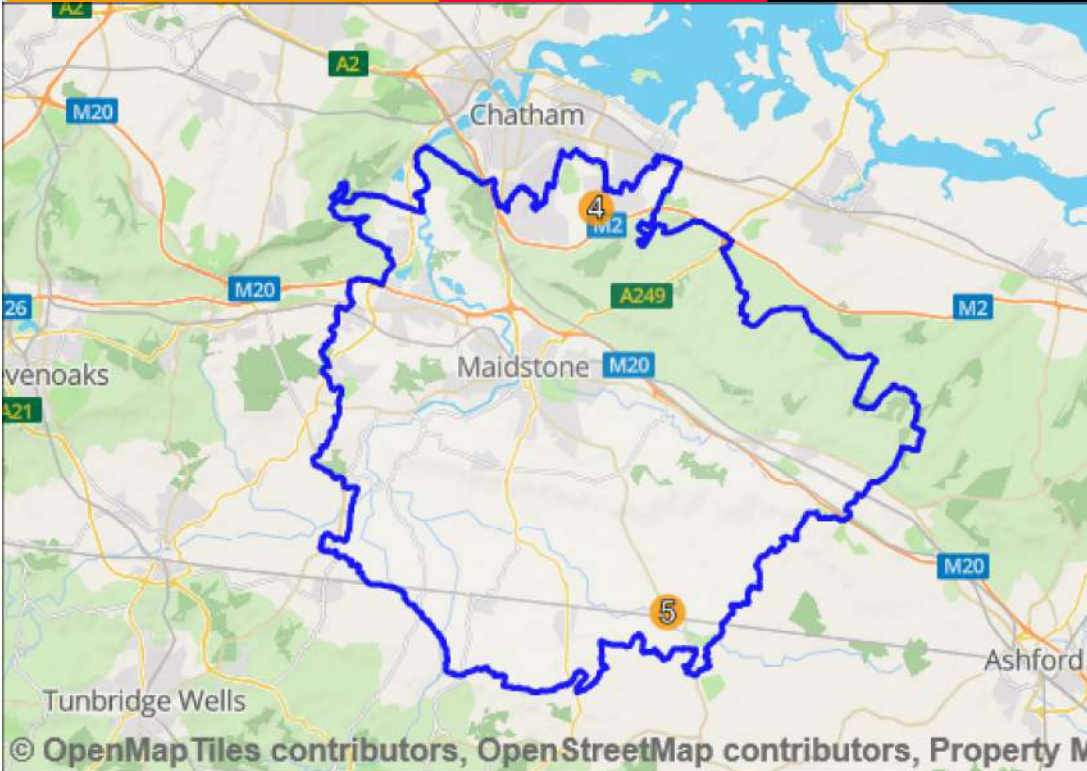 A2
A2
M20
Chatham
4
M2
M20
A249
26
M2
Maidstone
M20
evenoaks
A21
M20
5
Ashford
Tunbridge Wells
© OpenMapTiles contributors, OpenStreetMap contributors, Property M